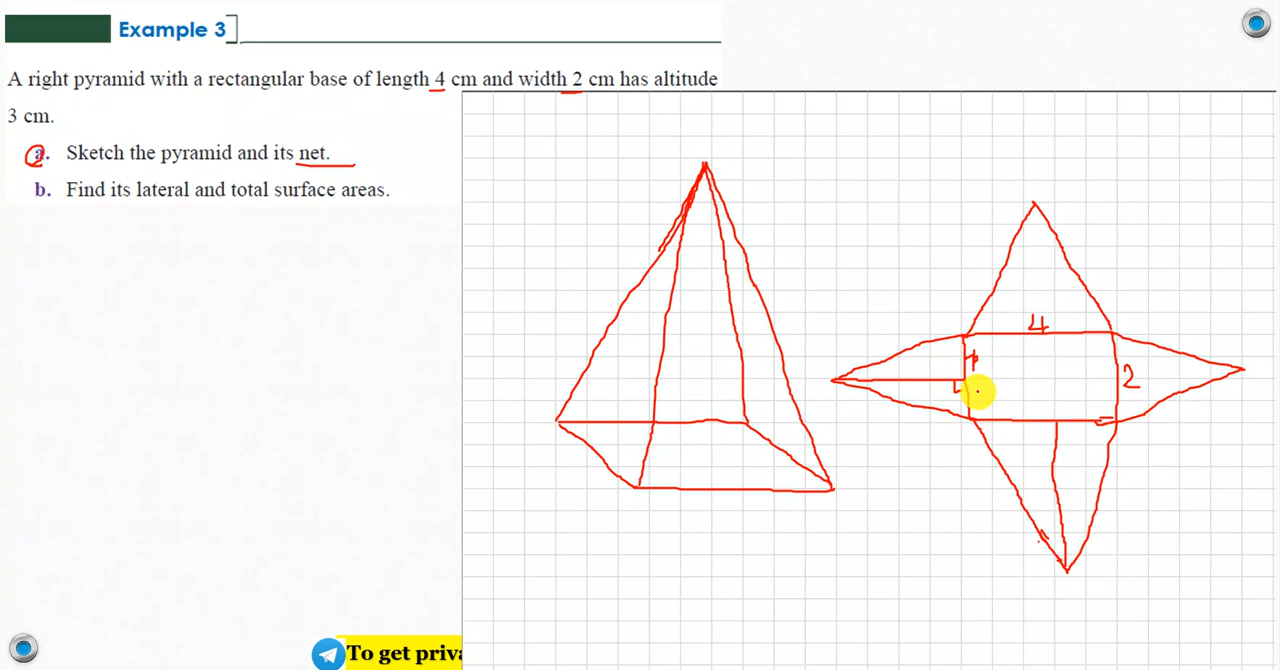 Example 3
A right pyramid with a rectangular base of length 4 cm and width 2 cm has altitude
3 cm.
a. Sketch the pyramid and its net.
b. Find its lateral and total surface areas.
4
2
To get priva